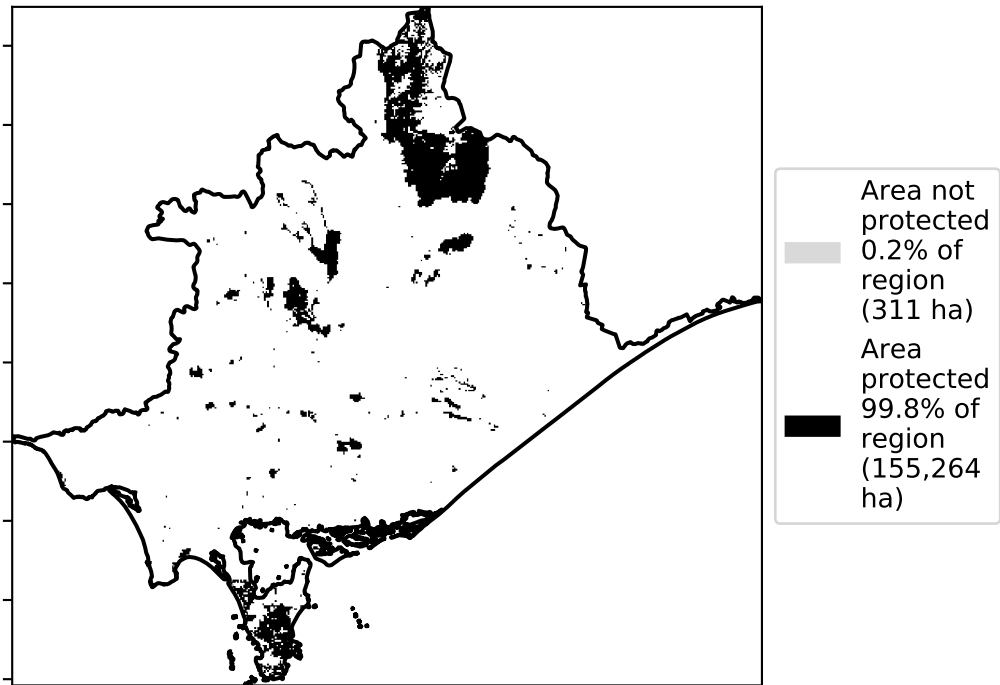 Area not
protected
0.2% of
region
(311 ha)
Area
protected
99.8% of
region
(155,264
ha)